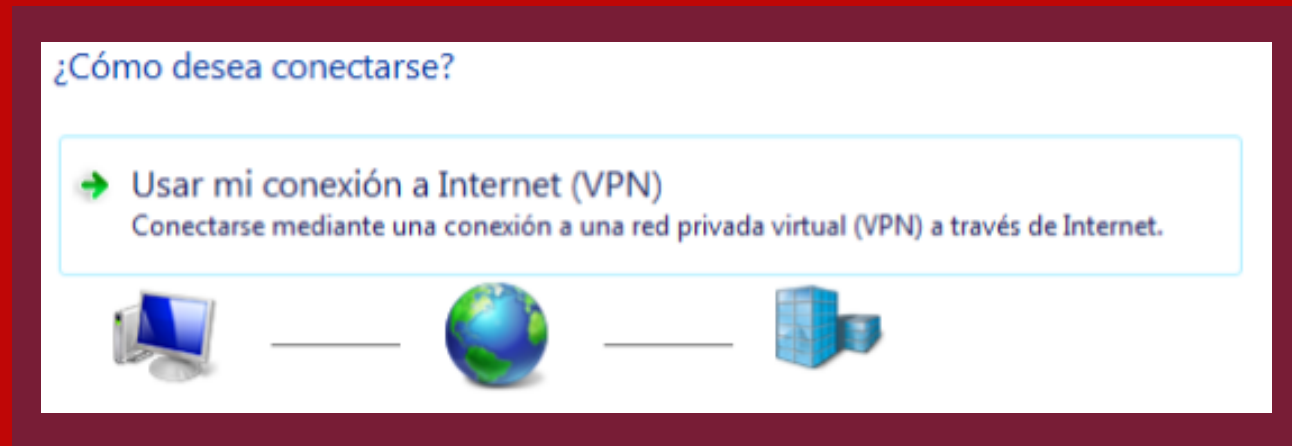 ¿Cómo desea conectarse?
Usar mi conexión a Internet (VPN)
Conectarse mediante una conexión a una red privada virtual (VPN) a través de Internet.